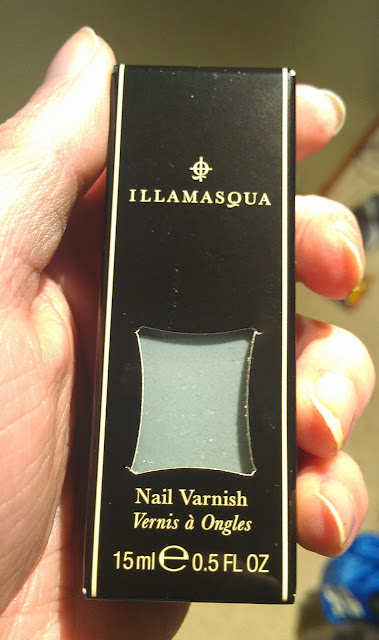 ILLAMASQUA
Nail Varnish
Vernis à Ongles
15ml ℮ 0.5 FL OZ